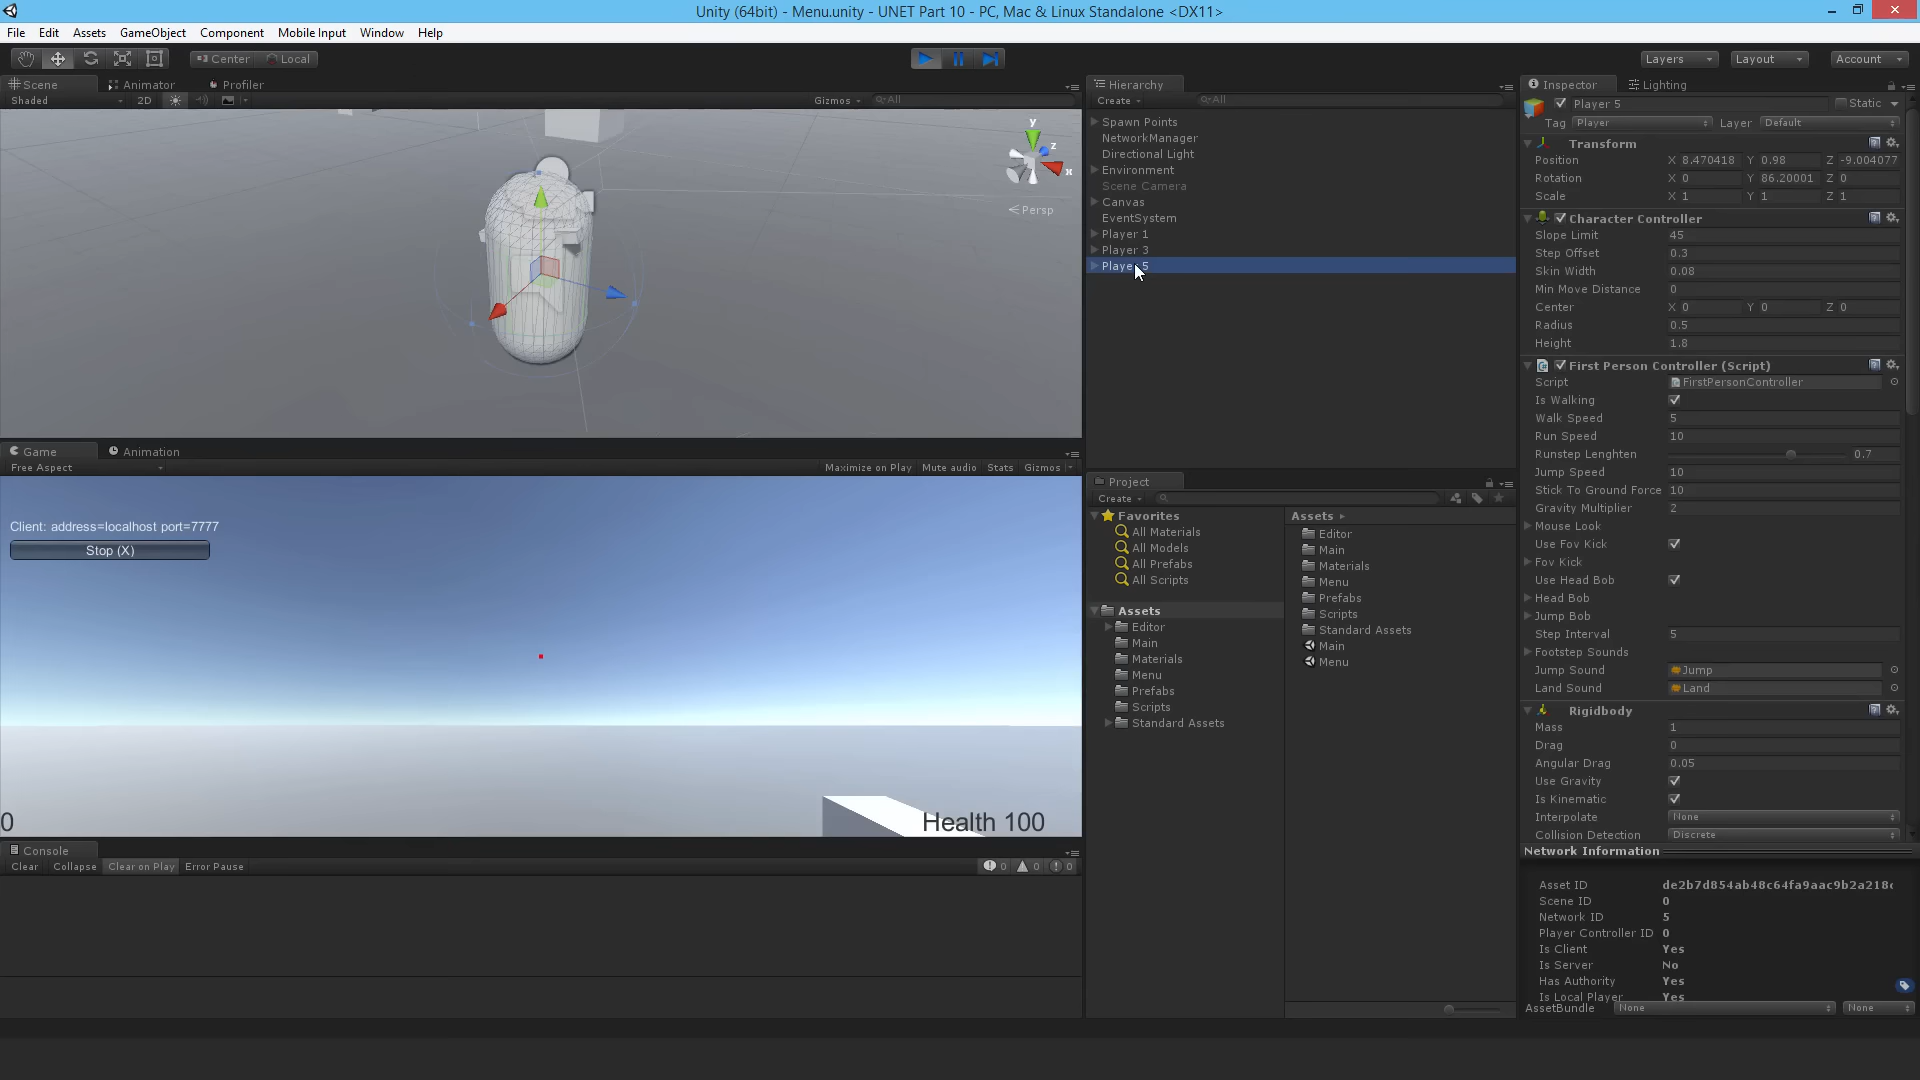 Unity (64bit) - Menu.unity - UNET Part 10 - PC, Mac & Linux Standalone <DX11>
File Edit Assets GameObject Component Mobile Input Window Help
Center Local
Layers Layout Account
Scene Animator Profiler
Shaded 2D Gizmos All
y
z
x
Persp
Game Animation
Free Aspect Maximize on Play Mute audio Stats Gizmos
Client: address=localhost port=7777
Stop (X)
0
Health 100
Console
Clear Collapse Clear on Play Error Pause 0 0 0
Hierarchy
Create All
Spawn Points
NetworkManager
Directional Light
Environment
Scene Camera
Canvas
EventSystem
Player 1
Player 3
Player 5
Project
Create
Favorites
All Materials
All Models
All Prefabs
All Scripts
Assets
Editor
Main
Materials
Menu
Prefabs
Scripts
Standard Assets
Assets
Editor
Main
Materials
Menu
Prefabs
Scripts
Standard Assets
Main
Menu
Inspector Lighting
Player 5 Static
Tag Player Layer Default
Transform
Position X 8.470418 Y 0.98 Z -9.004077
Rotation X 0 Y 86.20001 Z 0
Scale X 1 Y 1 Z 1
Character Controller
Slope Limit 45
Step Offset 0.3
Skin Width 0.08
Min Move Distance 0
Center X 0 Y 0 Z 0
Radius 0.5
Height 1.8
First Person Controller (Script)
Script FirstPersonController
Is Walking
Walk Speed 5
Run Speed 10
Runstep Lenghten 0.7
Jump Speed 10
Stick To Ground Force 10
Gravity Multiplier 2
Mouse Look
Use Fov Kick
Fov Kick
Use Head Bob
Head Bob
Jump Bob
Step Interval 5
Footstep Sounds
Jump Sound Jump
Land Sound Land
Rigidbody
Mass 1
Drag 0
Angular Drag 0.05
Use Gravity
Is Kinematic
Interpolate None
Collision Detection Discrete
Network Information
Asset ID de2b7d854ab48c64fa9aac9b2a218
Scene ID 0
Network ID 5
Player Controller ID 0
Is Client Yes
Is Server No
Has Authority Yes
Is Local Player Yes
AssetBundle None None